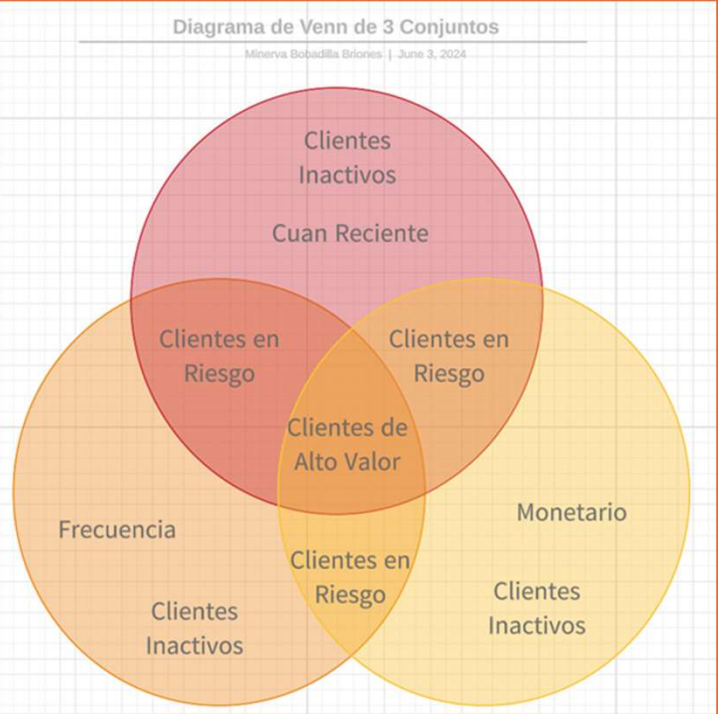 Diagrama de Venn de 3 Conjuntos
Minerva Bobadilla Briones | June 3, 2024
Clientes
Inactivos
Cuan Reciente
Clientes en
Riesgo
Clientes en
Riesgo
Clientes de
Alto Valor
Frecuencia
Monetario
Clientes en
Riesgo
Clientes
Inactivos
Clientes
Inactivos